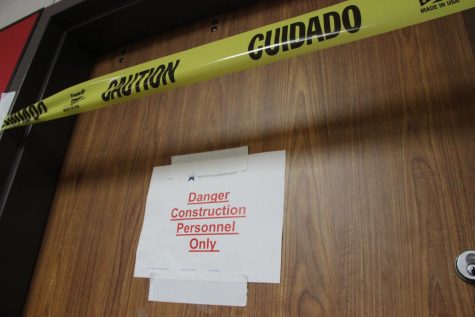 CAUTION CUIDADO
MADE IN USA
Danger
Construction
Personnel
Only